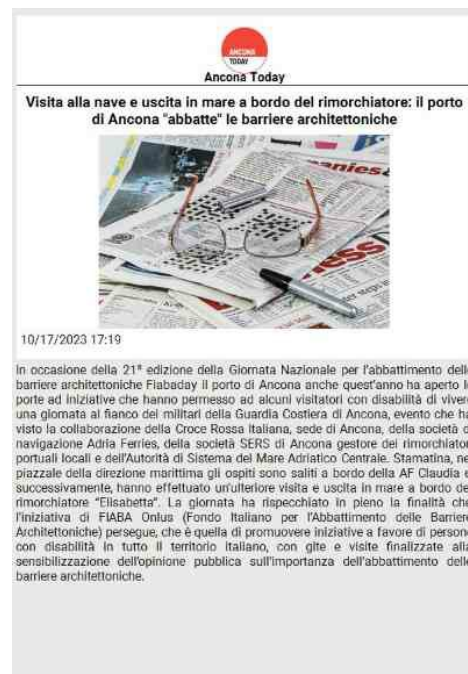 ANCONA
TODAY
Ancona Today
Visita alla nave e uscita in mare a bordo del rimorchiatore: il porto
di Ancona "abbatte" le barriere architettoniche
anies&
10/17/2023 17:19
In occasione della 21ª edizione della Giornata Nazionale per l'abbattimento dell
barriere architettoniche Fiabaday il porto di Ancona anche quest'anno ha aperto l
porte ad iniziative che hanno permesso ad alcuni visitatori con disabilità di viver
una giornata al fianco dei militari della Guardia Costiera di Ancona, evento che ha
visto la collaborazione della Croce Rossa Italiana, sede di Ancona, della società d
navigazione Adria Ferries, della società SERS di Ancona gestore dei rimorchiator
portuali locali e dell'Autorità di Sistema del Mare Adriatico Centrale. Stamatina, ne
piazzale della direzione marittima gli ospiti sono saliti a bordo della AF Claudia e
successivamente, hanno effettuato un'ulteriore visita e uscita in mare a bordo de
rimorchiatore "Elisabetta". La giornata ha rispecchiato in pieno la finalità che
l'iniziativa di FIABA Onlus (Fondo Italiano per l'Abbattimento delle Barriere
Architettoniche) persegue, che è quella di promuovere iniziative a favore di person
con disabilità in tutto il territorio italiano, con gite e visite finalizzate alla
sensibilizzazione dell'opinione pubblica sull'importanza dell'abbattimento dell
barriere architettoniche.